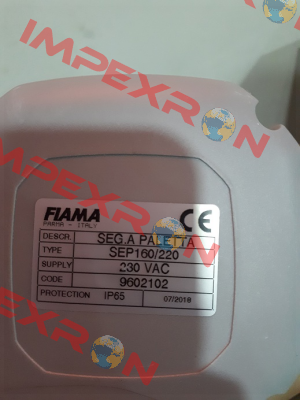 IMPEXRON
FIAMA
PARMA - ITALY
CE
DESCR. SEG.A PALETTA
TYPE SEP160/220
SUPPLY 230 VAC
CODE 9602102
PROTECTION IP65 07/2018
IMPEXRON
IMPEXRON